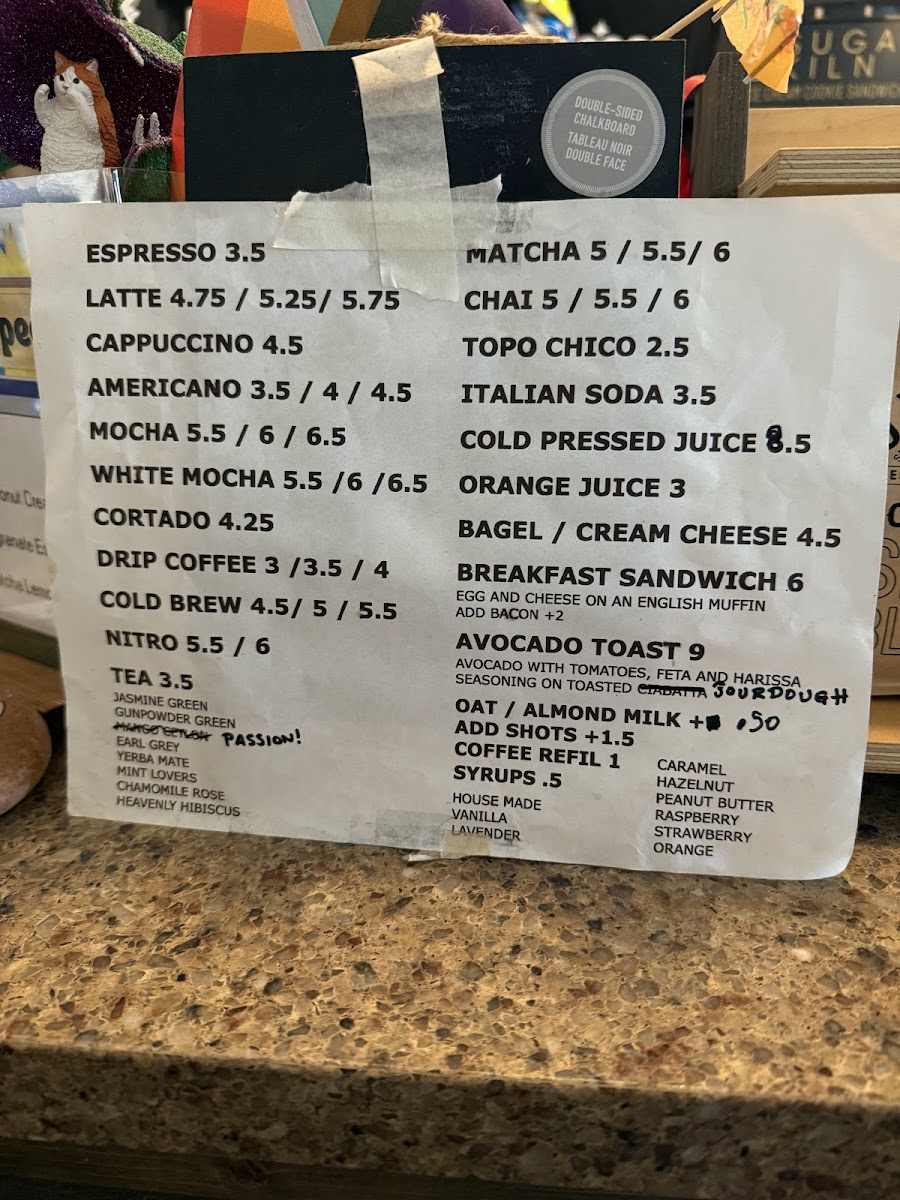 DOUBLE-SIDED
CHALKBOARD
TABLEAU NOIR
DOUBLE FACE
SUGA
KILN
COOKIE SANDWICH
ESPRESSO 3.5
LATTE 4.75 / 5.25/ 5.75
CAPPUCCINO 4.5
AMERICANO 3.5 / 4 / 4.5
MOCHA 5.5 / 6 / 6.5
WHITE MOCHA 5.5 /6 /6.5
CORTADO 4.25
DRIP COFFEE 3 /3.5 / 4
COLD BREW 4.5/ 5 / 5.5
NITRO 5.5 / 6
TEA 3.5
JASMINE GREEN
GUNPOWDER GREEN
MANGO CEYLON PASSION!
EARL GREY
YERBA MATE
MINT LOVERS
CHAMOMILE ROSE
HEAVENLY HIBISCUS
MATCHA 5 / 5.5/ 6
CHAI 5 / 5.5 / 6
TOPO CHICO 2.5
ITALIAN SODA 3.5
COLD PRESSED JUICE 8.5
ORANGE JUICE 3
BAGEL / CREAM CHEESE 4.5
BREAKFAST SANDWICH 6
EGG AND CHEESE ON AN ENGLISH MUFFIN
ADD BACON +2
AVOCADO TOAST 9
AVOCADO WITH TOMATOES, FETA AND HARISSA
SEASONING ON TOASTED CIABATTA SOURDOUGH
OAT / ALMOND MILK + .50
ADD SHOTS +1.5
COFFEE REFIL 1
SYRUPS .5
HOUSE MADE
VANILLA
LAVENDER
CARAMEL
HAZELNUT
PEANUT BUTTER
RASPBERRY
STRAWBERRY
ORANGE